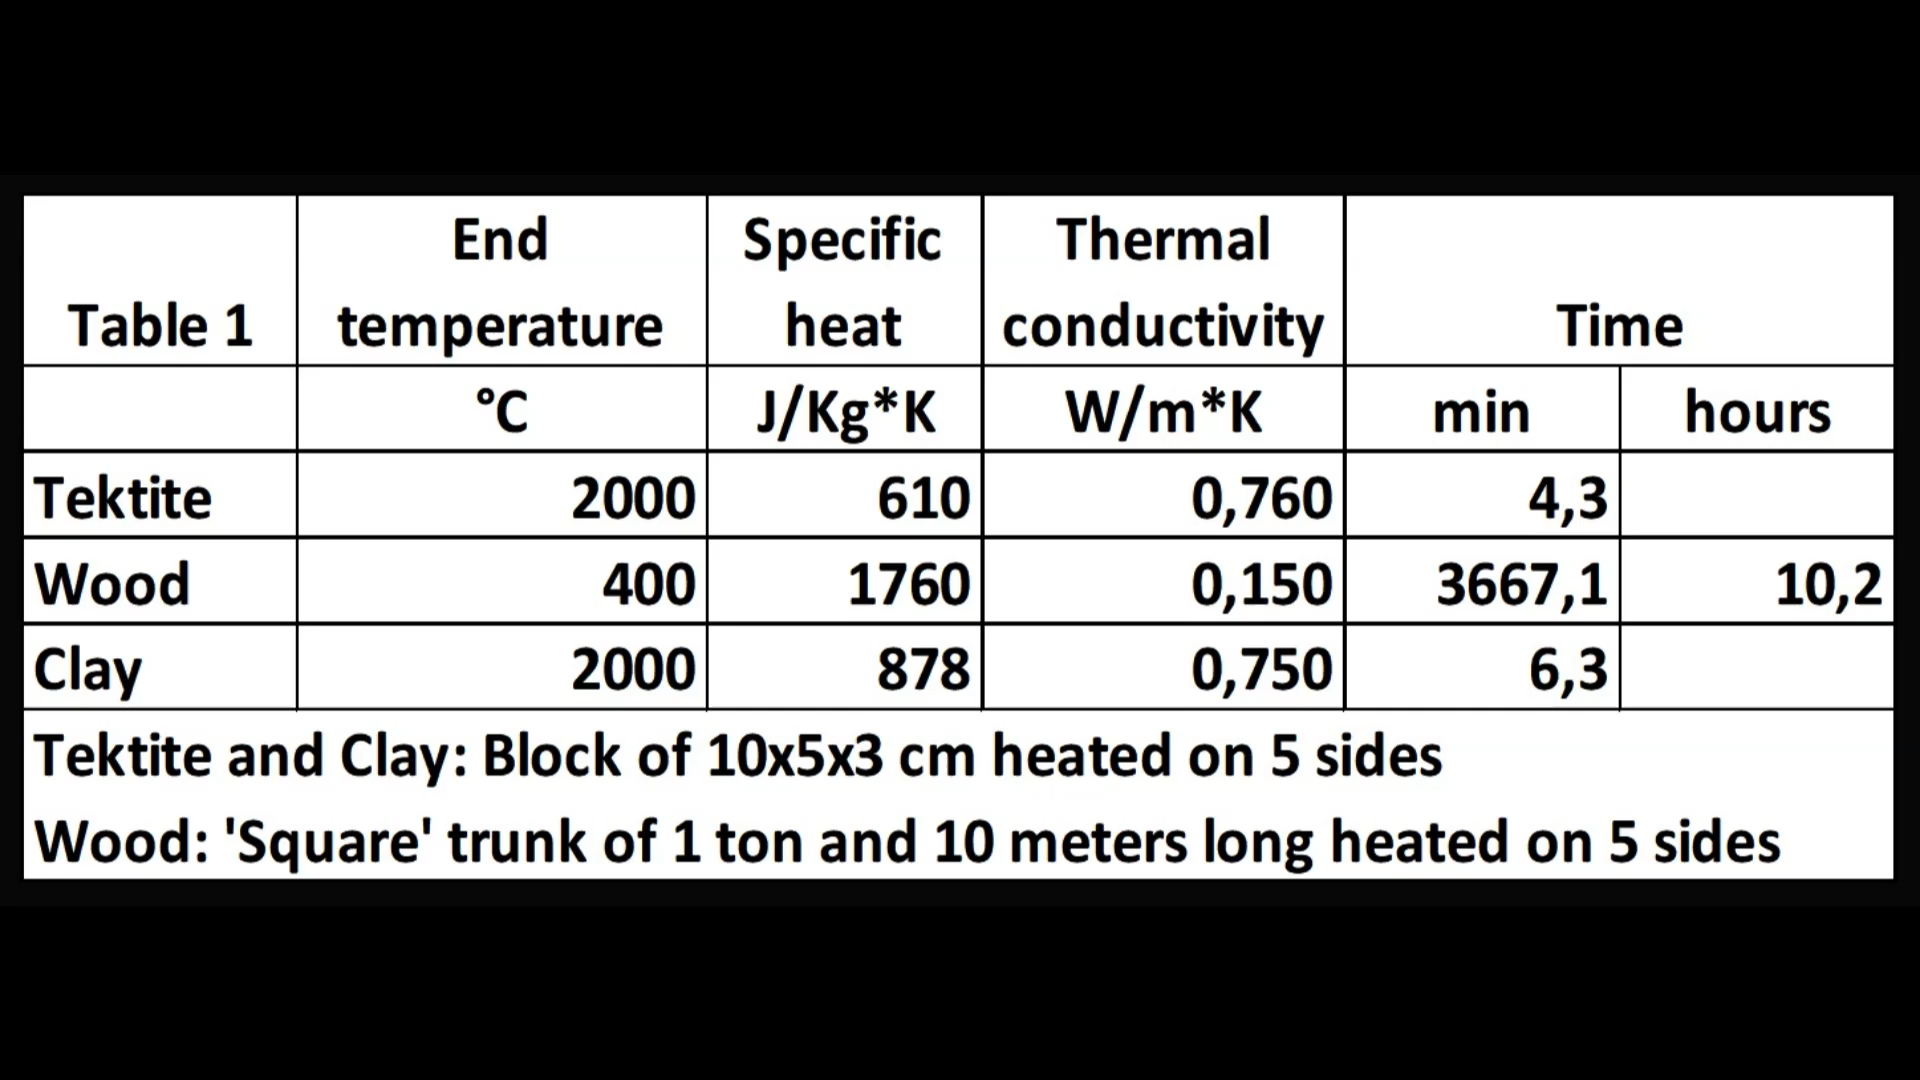 Table 1 End temperature Specific heat Thermal conductivity Time
°C J/Kg*K W/m*K min hours
Tektite 2000 610 0,760 4,3
Wood 400 1760 0,150 3667,1 10,2
Clay 2000 878 0,750 6,3
Tektite and Clay: Block of 10x5x3 cm heated on 5 sides
Wood: 'Square' trunk of 1 ton and 10 meters long heated on 5 sides